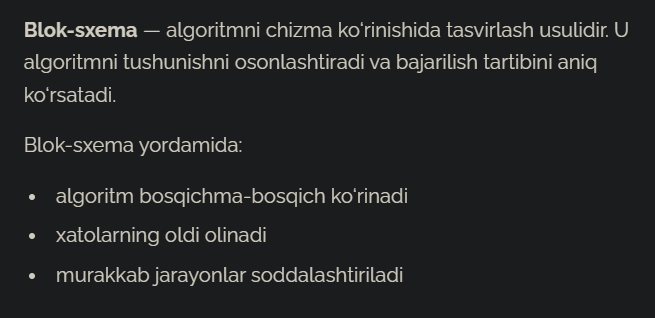 Blok-sxema — algoritmni chizma koʻrinishida tasvirlash usulidir. U
algoritmni tushunishni osonlashtiradi va bajarilish tartibini aniq
koʻrsatadi.
Blok-sxema yordamida:
• algoritm bosqichma-bosqich koʻrinadi
• xatolarning oldi olinadi
• murakkab jarayonlar soddalashtiriladi